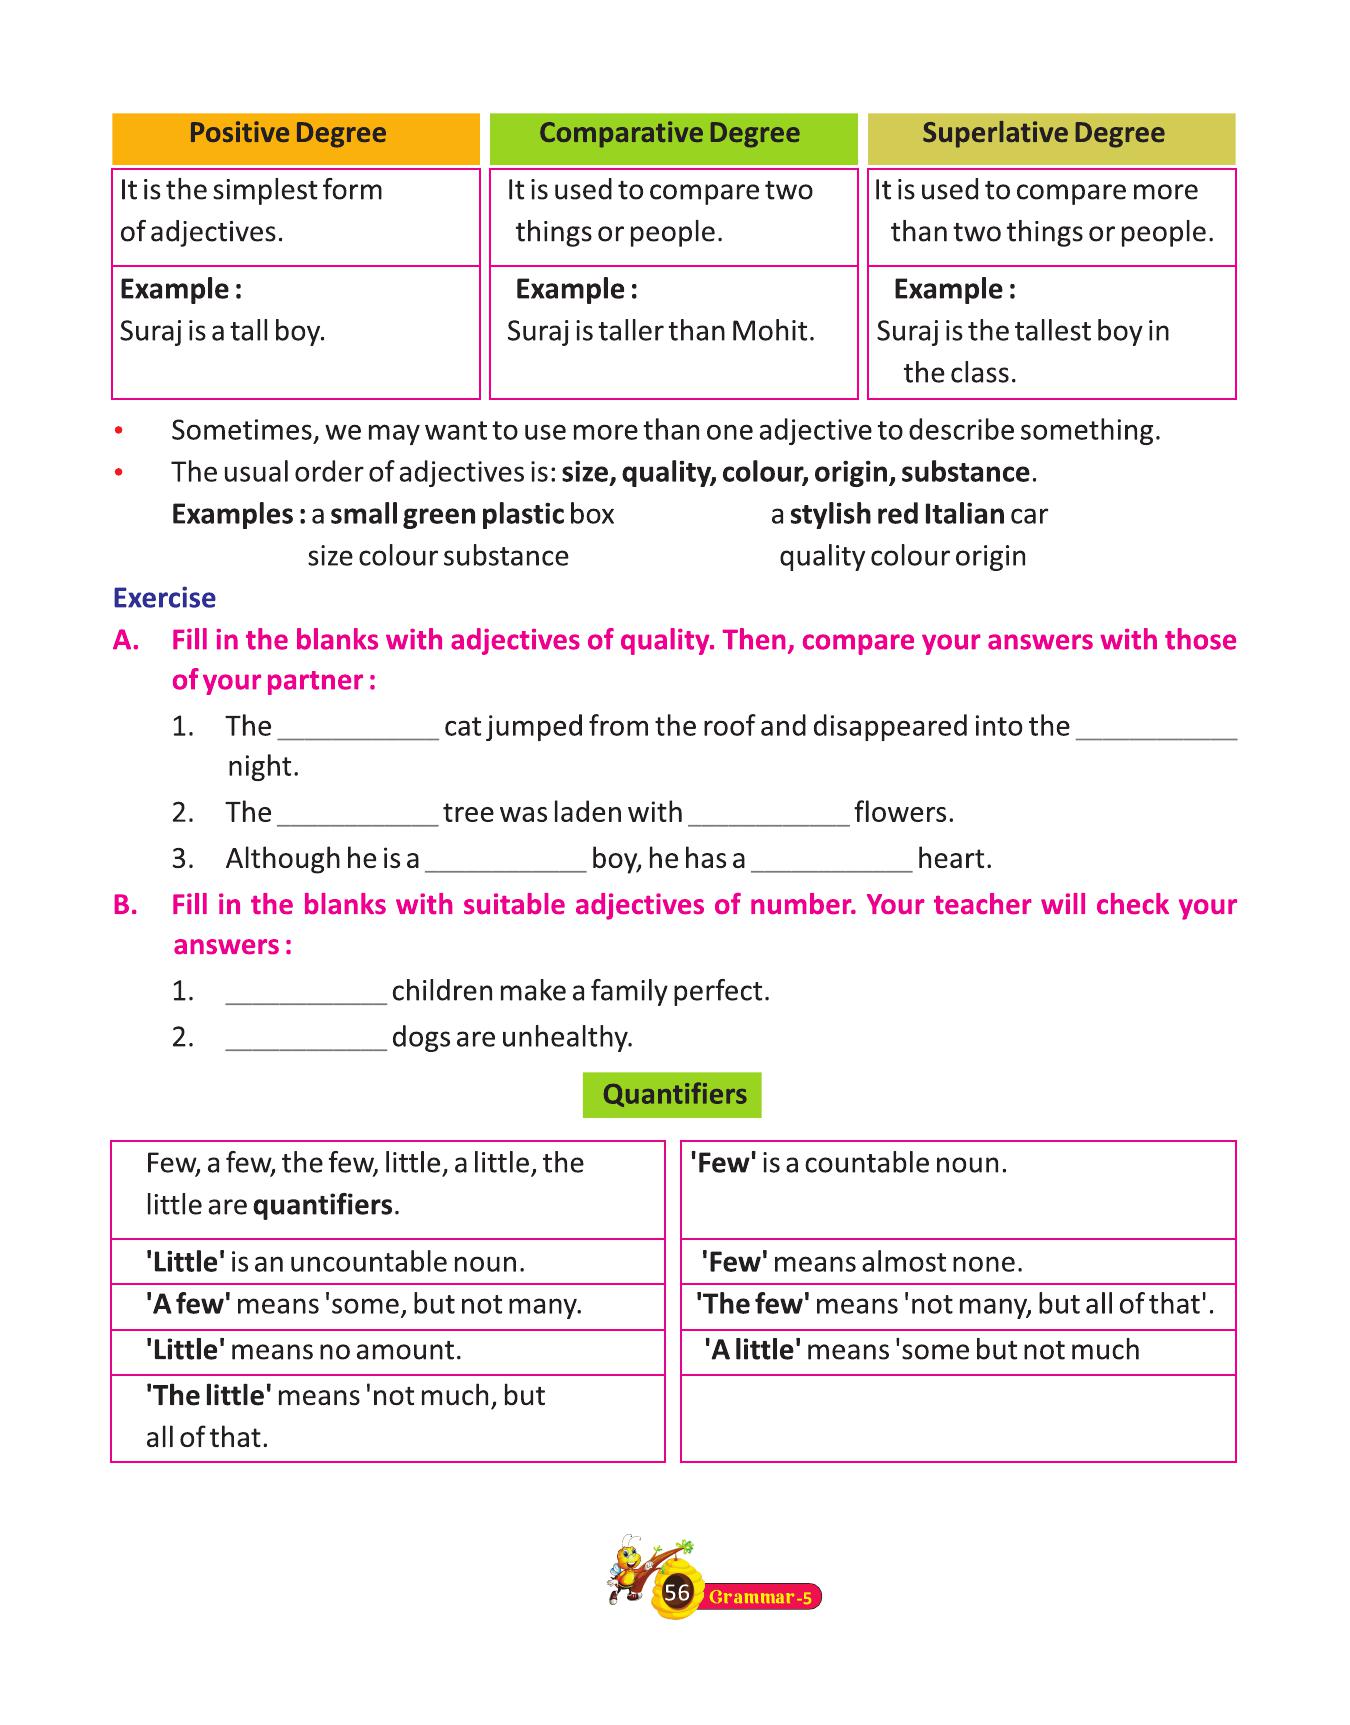 Positive Degree
Comparative Degree
Superlative Degree
It is the simplest form
of adjectives.
It is used to compare two
things or people.
It is used to compare more
than two things or people.
Example :
Suraj is a tall boy.
Example :
Suraj is taller than Mohit.
Example :
Suraj is the tallest boy in
the class.
• Sometimes, we may want to use more than one adjective to describe something.
• The usual order of adjectives is: size, quality, colour, origin, substance.
Examples : a small green plastic box a stylish red Italian car
size colour substance quality colour origin
Exercise
A. Fill in the blanks with adjectives of quality. Then, compare your answers with those
of your partner :
1. The ___________ cat jumped from the roof and disappeared into the ___________
night.
2. The ___________ tree was laden with ___________ flowers.
3. Although he is a ___________ boy, he has a ___________ heart.
B. Fill in the blanks with suitable adjectives of number. Your teacher will check your
answers :
1. ___________ children make a family perfect.
2. ___________ dogs are unhealthy.
Quantifiers
Few, a few, the few, little, a little, the
little are quantifiers.
'Few' is a countable noun.
'Little' is an uncountable noun.
'Few' means almost none.
'A few' means 'some, but not many.
'The few' means 'not many, but all of that'.
'Little' means no amount.
'A little' means 'some but not much
'The little' means 'not much, but
all of that.
56 Grammar-5